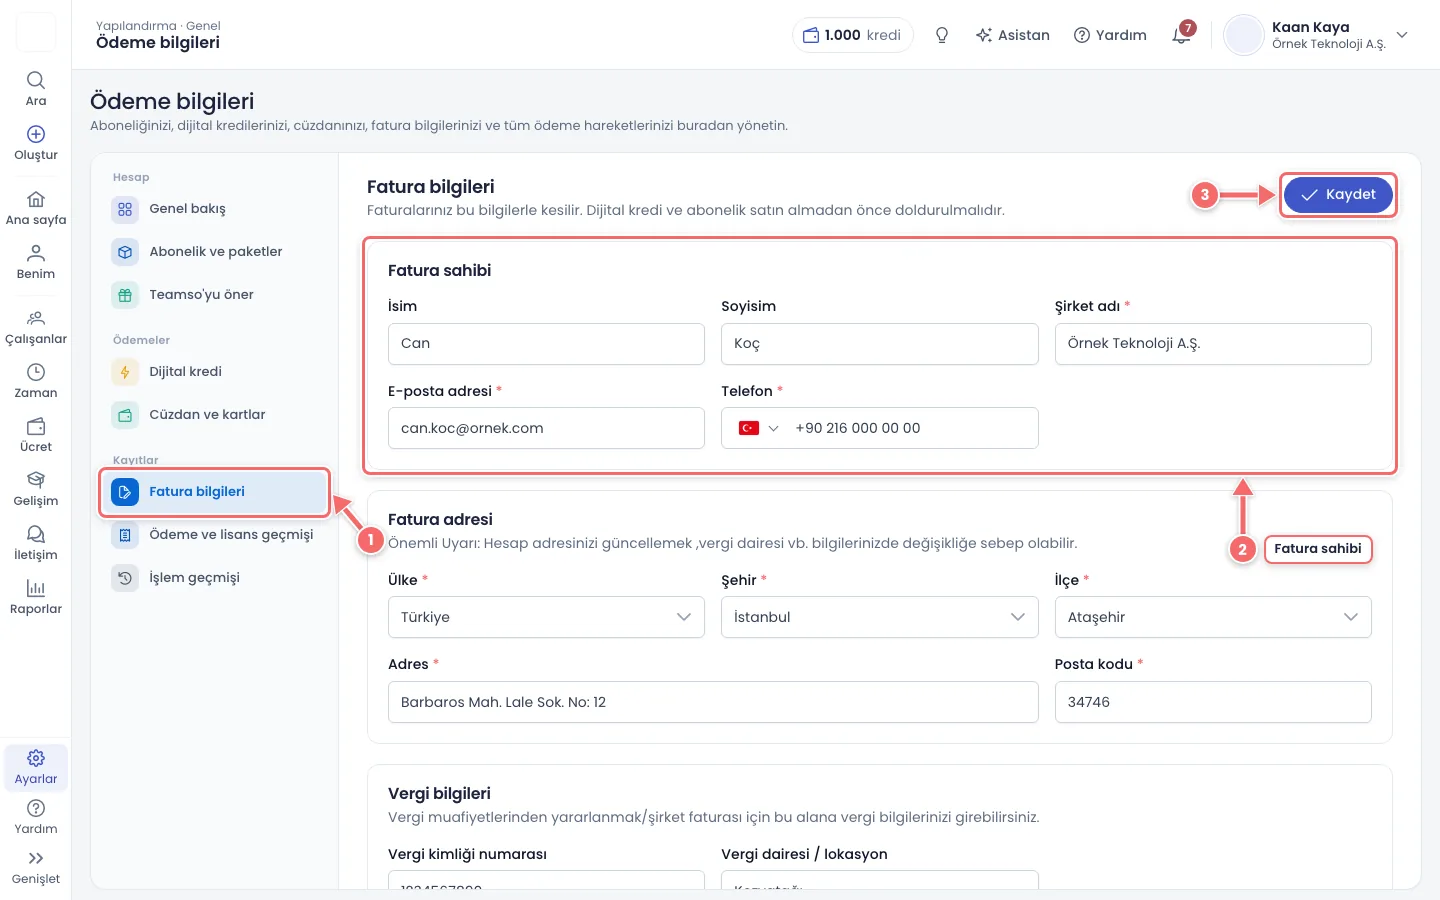 Yapılandırma · Genel
Ödeme bilgileri
1.000 kredi
Asistan
Yardım
7
Kaan Kaya
Örnek Teknoloji A.Ş.
Ara
Oluştur
Ana sayfa
Benim
Çalışanlar
Zaman
Ücret
Gelişim
İletişim
Raporlar
Ayarlar
Yardım
Genişlet
Ödeme bilgileri
Aboneliğinizi, dijital kredilerinizi, cüzdanınızı, fatura bilgilerinizi ve tüm ödeme hareketlerinizi buradan yönetin.
Hesap
Genel bakış
Abonelik ve paketler
Teamso'yu öner
Ödemeler
Dijital kredi
Cüzdan ve kartlar
Kayıtlar
Fatura bilgileri
Ödeme ve lisans geçmişi
İşlem geçmişi
1
Fatura bilgileri
Faturalarınız bu bilgilerle kesilir. Dijital kredi ve abonelik satın almadan önce doldurulmalıdır.
3
Kaydet
Fatura sahibi
İsim
Soyisim
Şirket adı *
Can
Koç
Örnek Teknoloji A.Ş.
E-posta adresi *
Telefon *
can.koc@ornek.com
+90 216 000 00 00
Fatura adresi
Önemli Uyarı: Hesap adresinizi güncellemek ,vergi dairesi vb. bilgilerinizde değişikliğe sebep olabilir.
2
Fatura sahibi
Ülke *
Şehir *
İlçe *
Türkiye
İstanbul
Ataşehir
Adres *
Posta kodu *
Barbaros Mah. Lale Sok. No: 12
34746
Vergi bilgileri
Vergi muafiyetlerinden yararlanmak/şirket faturası için bu alana vergi bilgilerinizi girebilirsiniz.
Vergi kimliği numarası
Vergi dairesi / lokasyon